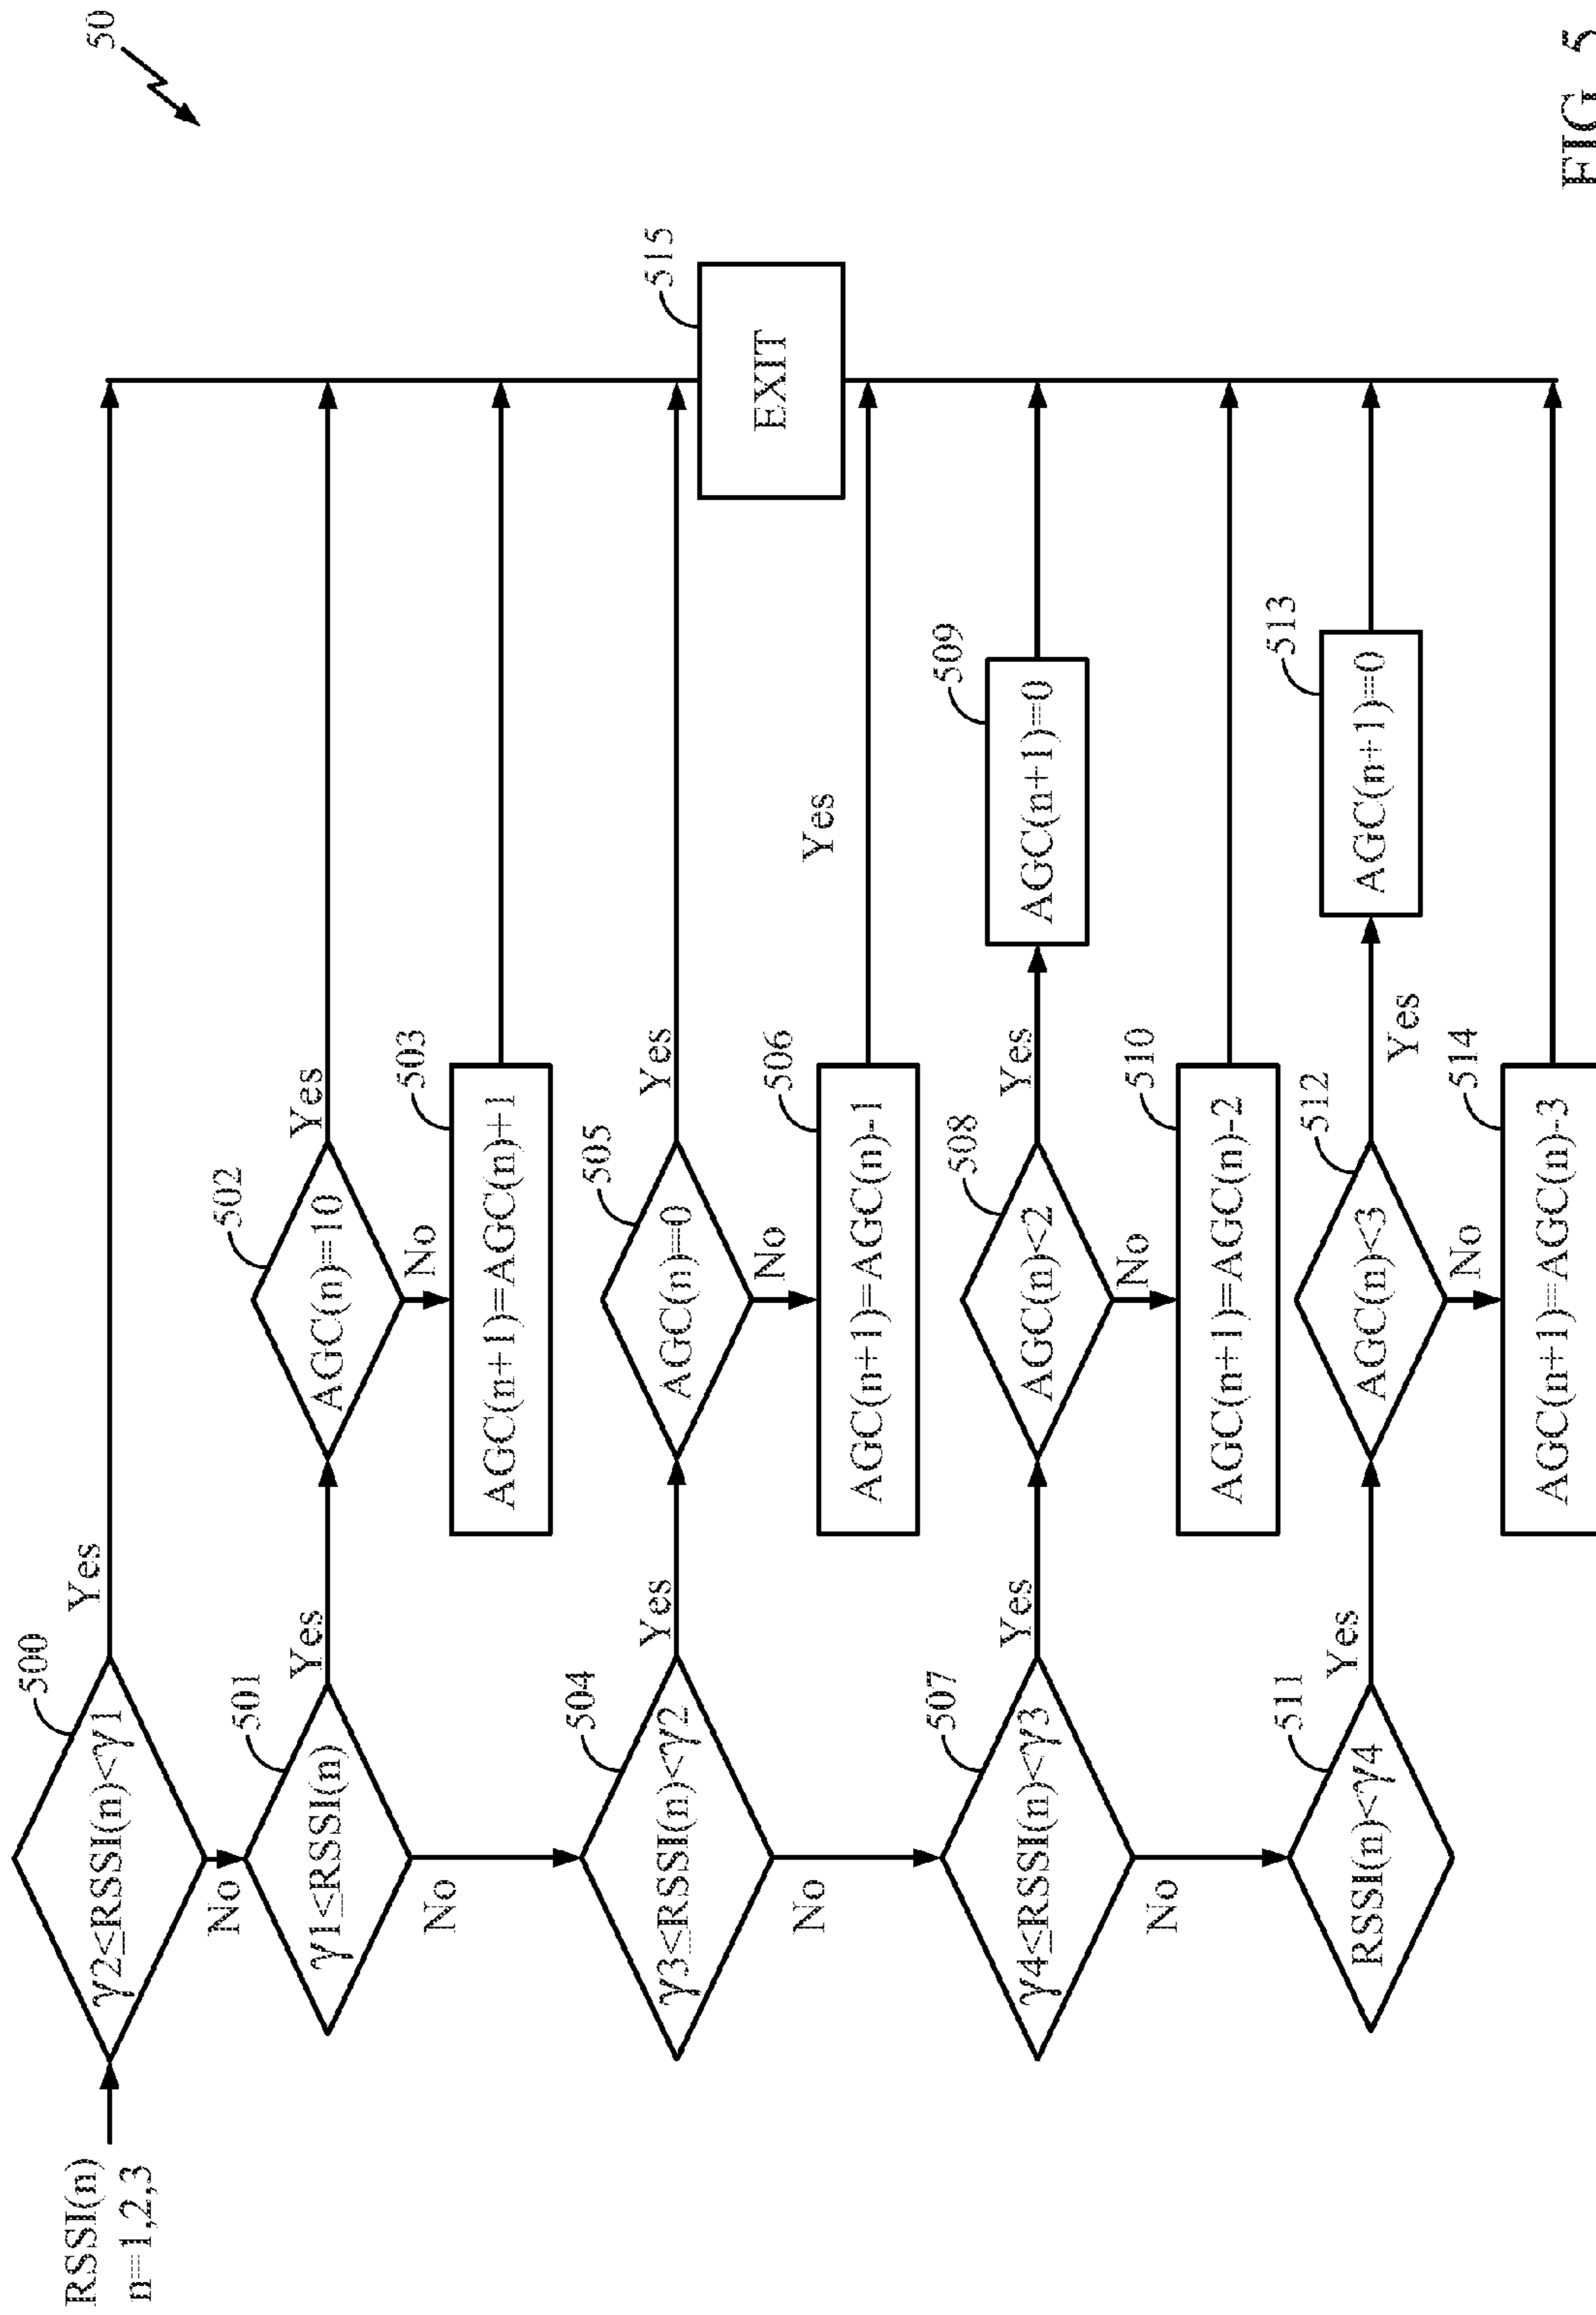 50
RSSI(n)
n=1,2,3
γ2≤RSSI(n)<γ1
500
Yes
No
γ1≤RSSI(n)
501
Yes
No
AGC(n)=10
502
Yes
No
AGC(n+1)=AGC(n)+1
503
γ3≤RSSI(n)<γ2
504
Yes
No
AGC(n)=0
505
Yes
No
AGC(n+1)=AGC(n)-1
506
Yes
EXIT
515
γ4≤RSSI(n)<γ3
507
Yes
No
AGC(n)<2
508
Yes
No
AGC(n+1)=0
509
AGC(n+1)=AGC(n)-2
510
RSSI(n)<γ4
511
Yes
AGC(n)<3
512
Yes
No
AGC(n+1)=0
513
AGC(n+1)=AGC(n)-3
514
FIG. 5